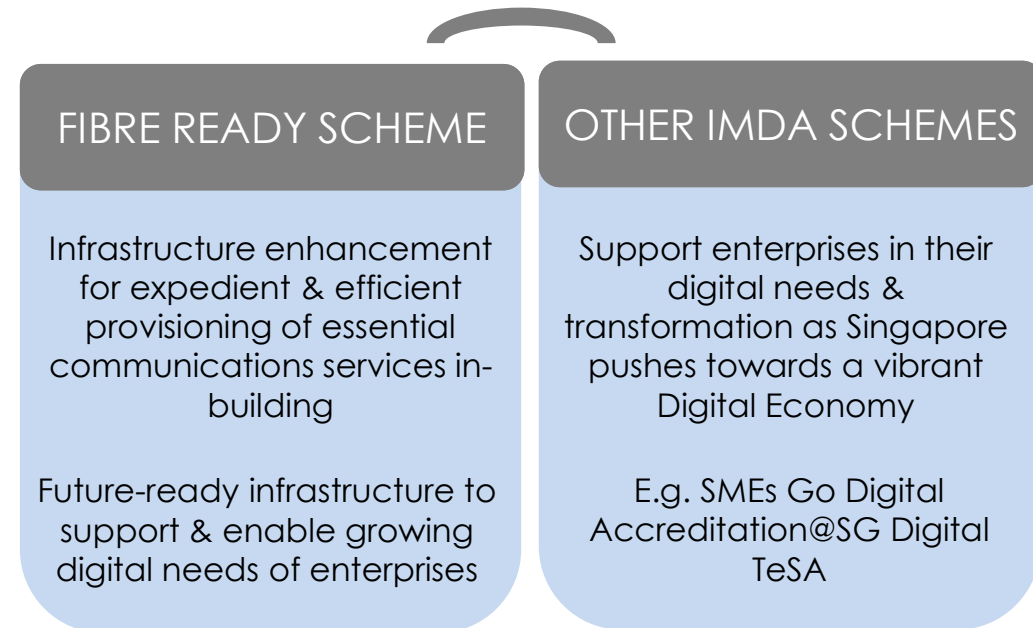 FIBRE READY SCHEME
Infrastructure enhancement
for expedient & efficient
provisioning of essential
communications services in-
building
Future-ready infrastructure to
support & enable growing
digital needs of enterprises
OTHER IMDA SCHEMES
Support enterprises in their
digital needs &
transformation as Singapore
pushes towards a vibrant
Digital Economy
E.g. SMEs Go Digital
Accreditation@SG Digital
TeSA